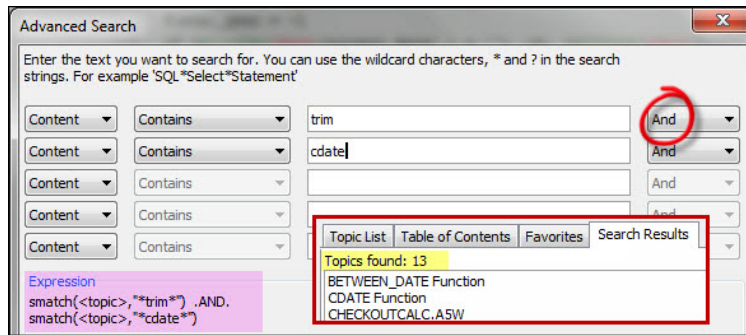 Advanced Search
Enter the text you want to search for. You can use the wildcard characters, * and ? in the search
strings. For example 'SQL*Select*Statement'
Content Contains trim And
Content Contains cdate And
Content Contains And
Content Contains And
Content Contains
Topic List Table of Contents Favorites Search Results
Topics found: 13
BETWEEN_DATE Function
CDATE Function
CHECKOUTCALC.A5W
Expression
smatch(<topic>,"*trim*") .AND.
smatch(<topic>,"*cdate*")